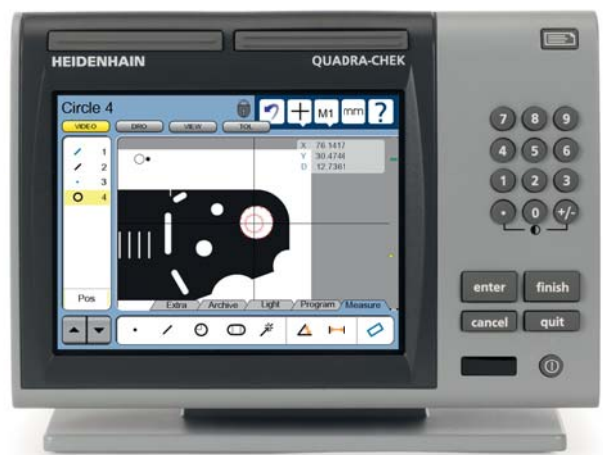 HEIDENHAIN
QUADRA-CHEK
Circle 4
M1 mm ?
VIDEO DRO VIEW TOL
1
2
3
4
X 76.1417
Y 30.4746
D 12.7361
Pos
Extra Archive Light Program Measure
7 8 9
4 5 6
1 2 3
. 0 +/-
enter finish
cancel quit